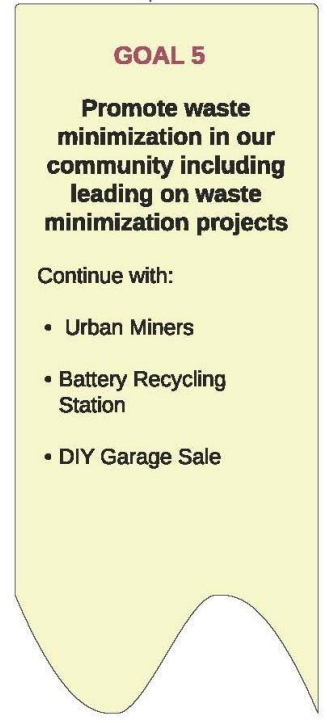 GOAL 5
Promote waste
minimization in our
community including
leading on waste
minimization projects
Continue with:
• Urban Miners
• Battery Recycling
Station
• DIY Garage Sale